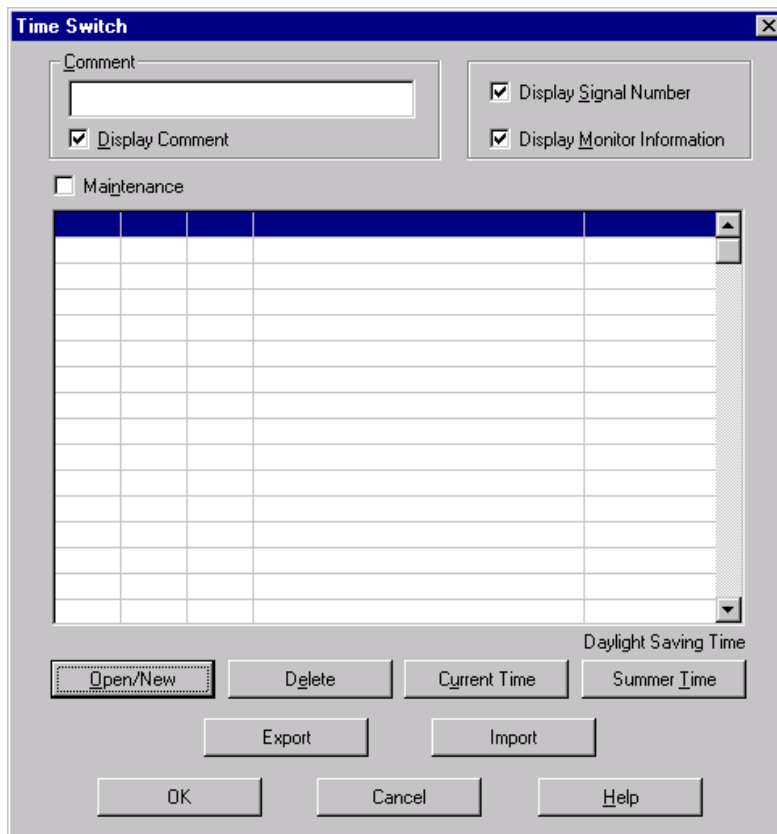 Time Switch
Comment
Display Comment
Display Signal Number
Display Monitor Information
Maintenance
Daylight Saving Time
Open/New
Delete
Current Time
Summer Time
Export
Import
OK
Cancel
Help